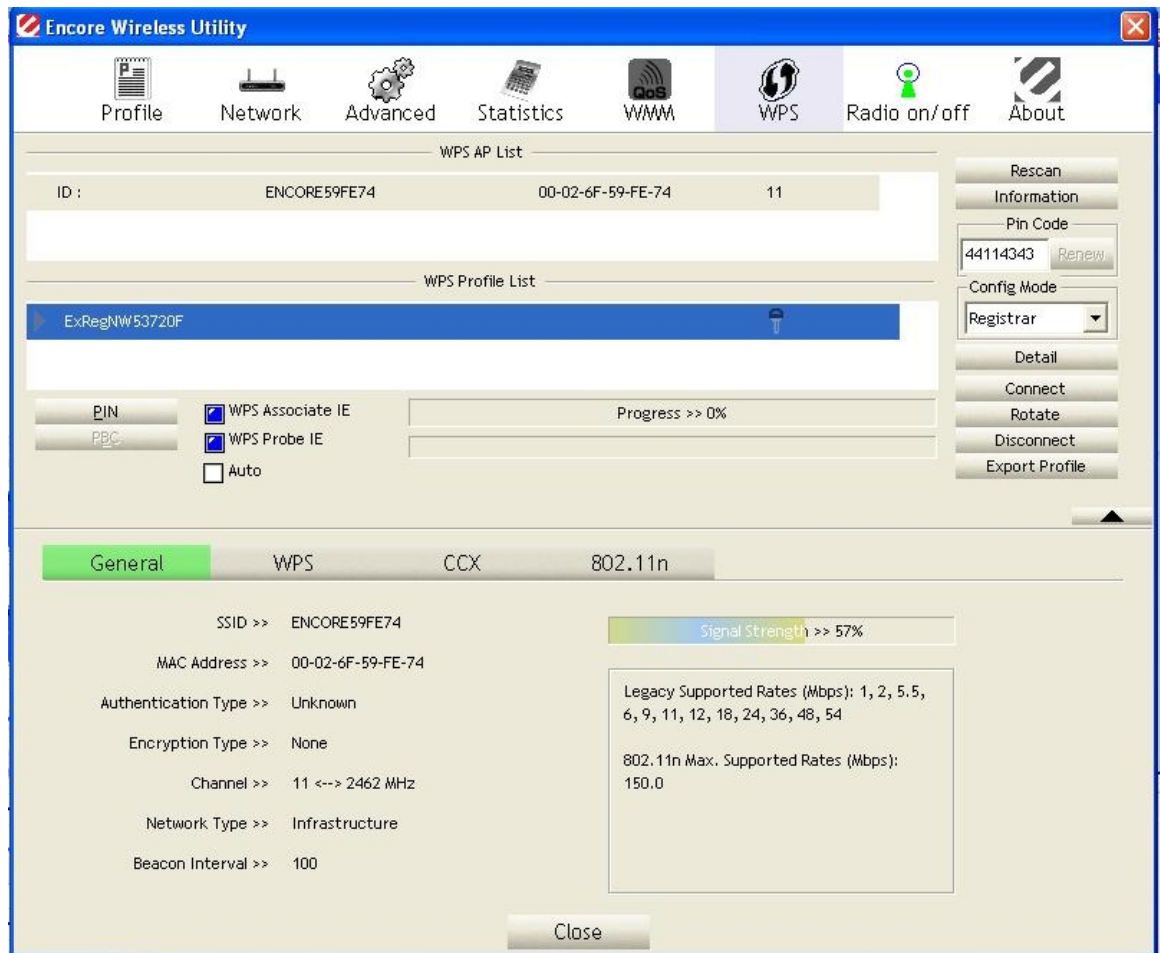 Encore Wireless Utility
Profile Network Advanced Statistics QoS WMM WPS Radio on/off About
WPS AP List
ID : ENCORE59FE74 00-02-6F-59-FE-74 11
Rescan
Information
Pin Code
44114343 Renew
WPS Profile List
ExRegNW53720F
Config Mode
Registrar
Detail
Connect
Rotate
Disconnect
Export Profile
PIN
PBC
WPS Associate IE
WPS Probe IE
Auto
Progress >> 0%
General WPS CCX 802.11n
SSID >> ENCORE59FE74
MAC Address >> 00-02-6F-59-FE-74
Authentication Type >> Unknown
Encryption Type >> None
Channel >> 11 <--> 2462 MHz
Network Type >> Infrastructure
Beacon Interval >> 100
Signal Strength >> 57%
Legacy Supported Rates (Mbps): 1, 2, 5.5,
6, 9, 11, 12, 18, 24, 36, 48, 54
802.11n Max. Supported Rates (Mbps):
150.0
Close